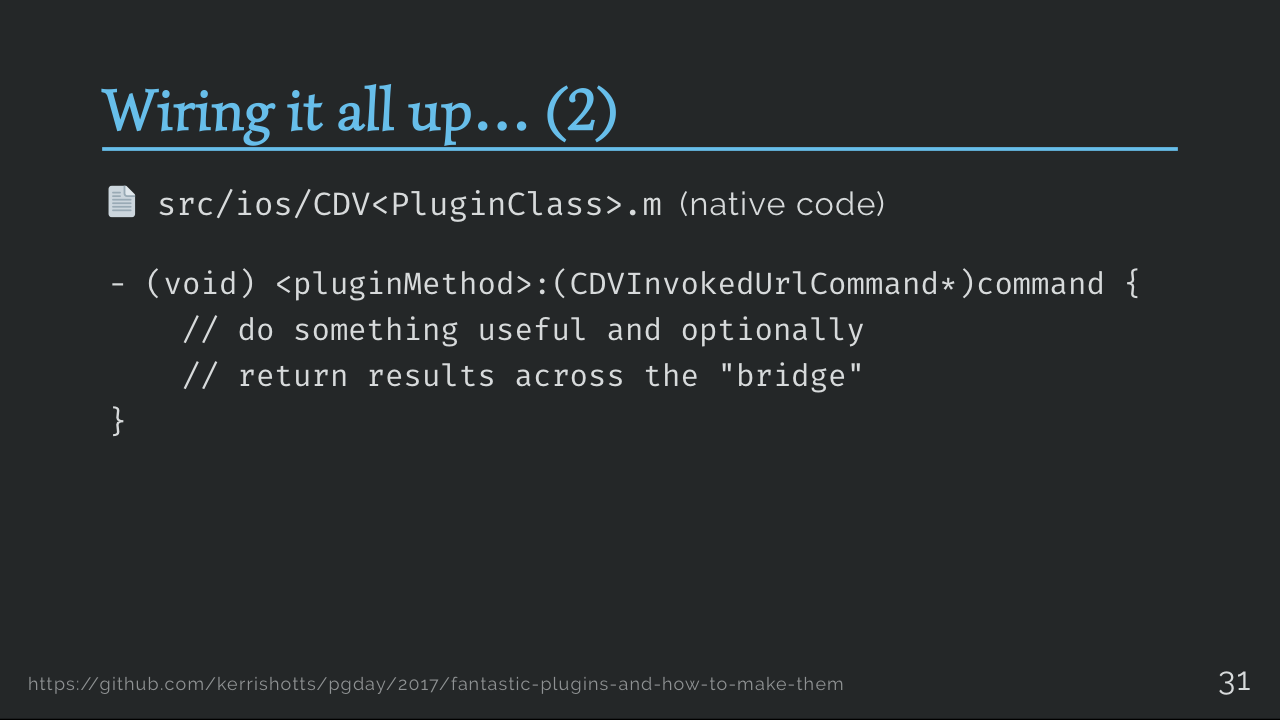 Wiring it all up… (2)
src/ios/CDV<PluginClass>.m (native code)
- (void) <pluginMethod>:(CDVInvokedUrlCommand*)command {
    // do something useful and optionally
    // return results across the "bridge"
}
https://github.com/kerrishotts/pgday/2017/fantastic-plugins-and-how-to-make-them
31